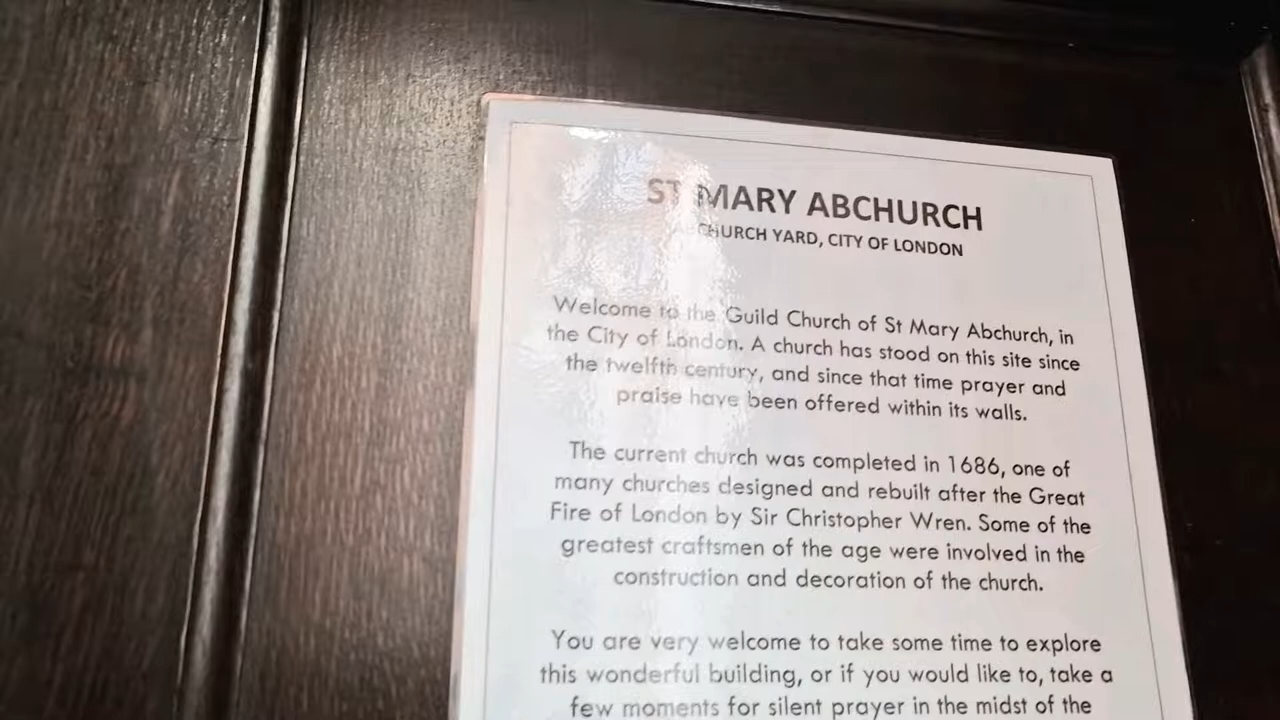 ST MARY ABCHURCH
ABCHURCH YARD, CITY OF LONDON
Welcome to the Guild Church of St Mary Abchurch, in
the City of London. A church has stood on this site since
the twelfth century, and since that time prayer and
praise have been offered within its walls.
The current church was completed in 1686, one of
many churches designed and rebuilt after the Great
Fire of London by Sir Christopher Wren. Some of the
greatest craftsmen of the age were involved in the
construction and decoration of the church.
You are very welcome to take some time to explore
this wonderful building, or if you would like to, take a
few moments for silent prayer in the midst of the